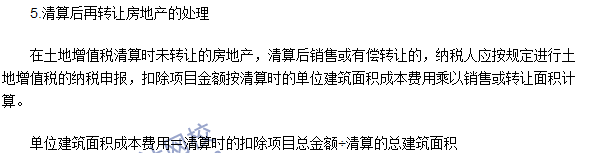 5.清算后再转让房地产的处理
在土地增值税清算时未转让的房地产，清算后销售或有偿转让的，纳税人应按规定进行土
地增值税的纳税申报，扣除项目金额按清算时的单位建筑面积成本费用乘以销售或转让面积计
算。
单位建筑面积成本费用＝清算时的扣除项目总金额÷清算的总建筑面积